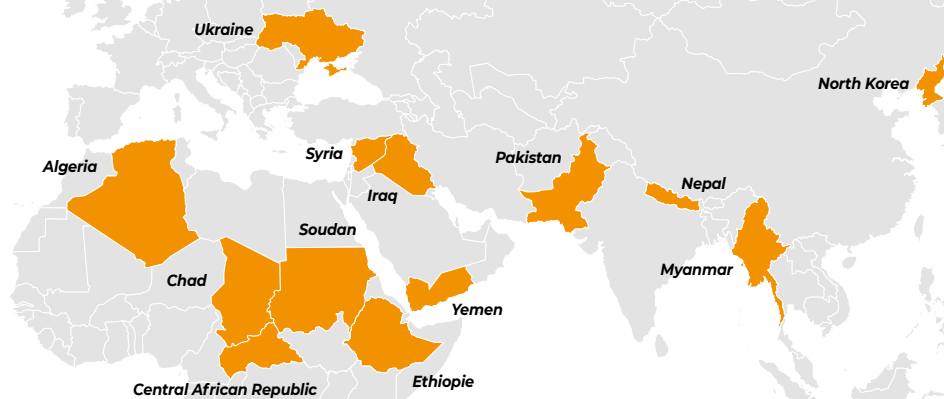 Ukraine
North Korea
Syria
Pakistan
Algeria
Nepal
Iraq
Soudan
Myanmar
Chad
Yemen
Ethiopie
Central African Republic